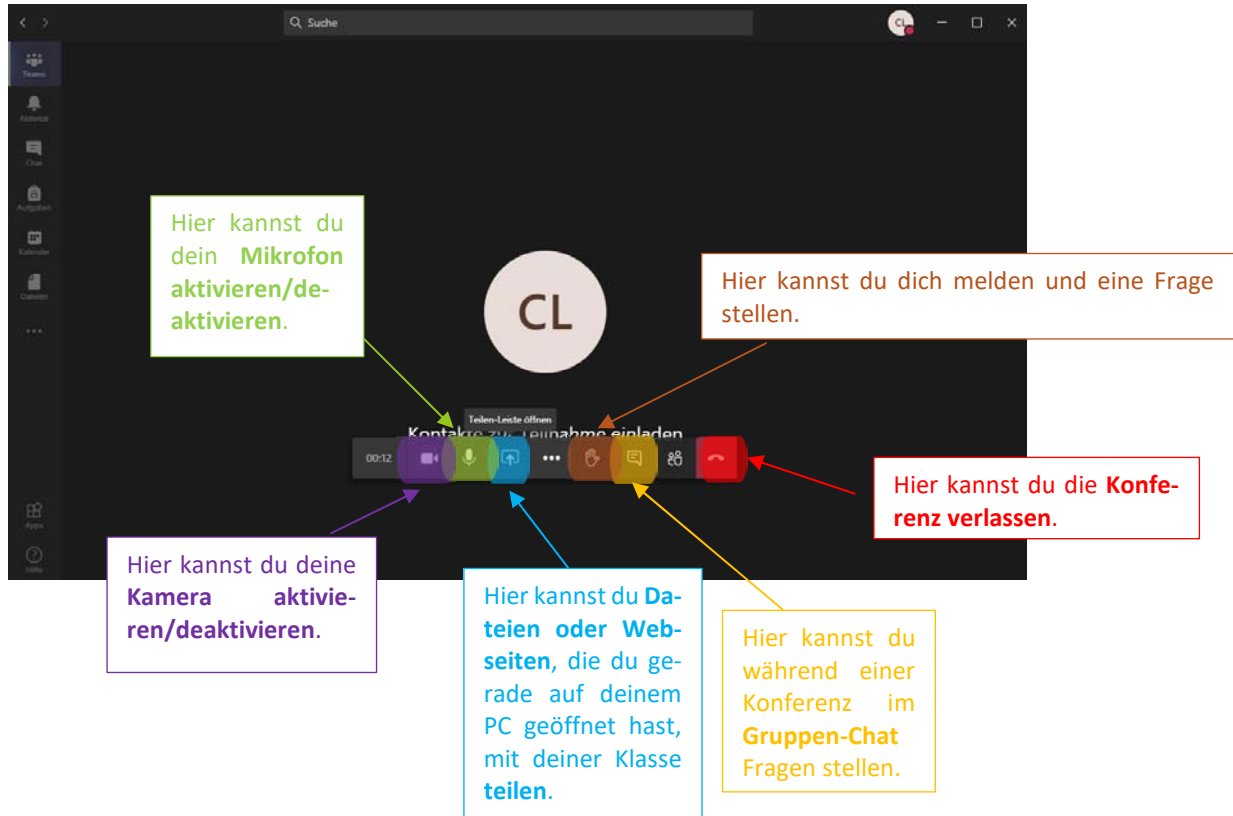 Suche
CL
Teams
Aktivität
Chat
Aufgaben
Kalender
Dateien
Hier kannst du
dein Mikrofon
aktivieren/de-
aktivieren.
CL
Hier kannst du dich melden und eine Frage
stellen.
Teilen-Leiste öffnen
Kontakte zur Teilnahme einladen
00:12
Hier kannst du die Konfe-
renz verlassen.
Apps
Hilfe
Hier kannst du deine
Kamera aktivie-
ren/deaktivieren.
Hier kannst du Da-
teien oder Web-
seiten, die du ge-
rade auf deinem
PC geöffnet hast,
mit deiner Klasse
teilen.
Hier kannst du
während einer
Konferenz im
Gruppen-Chat
Fragen stellen.